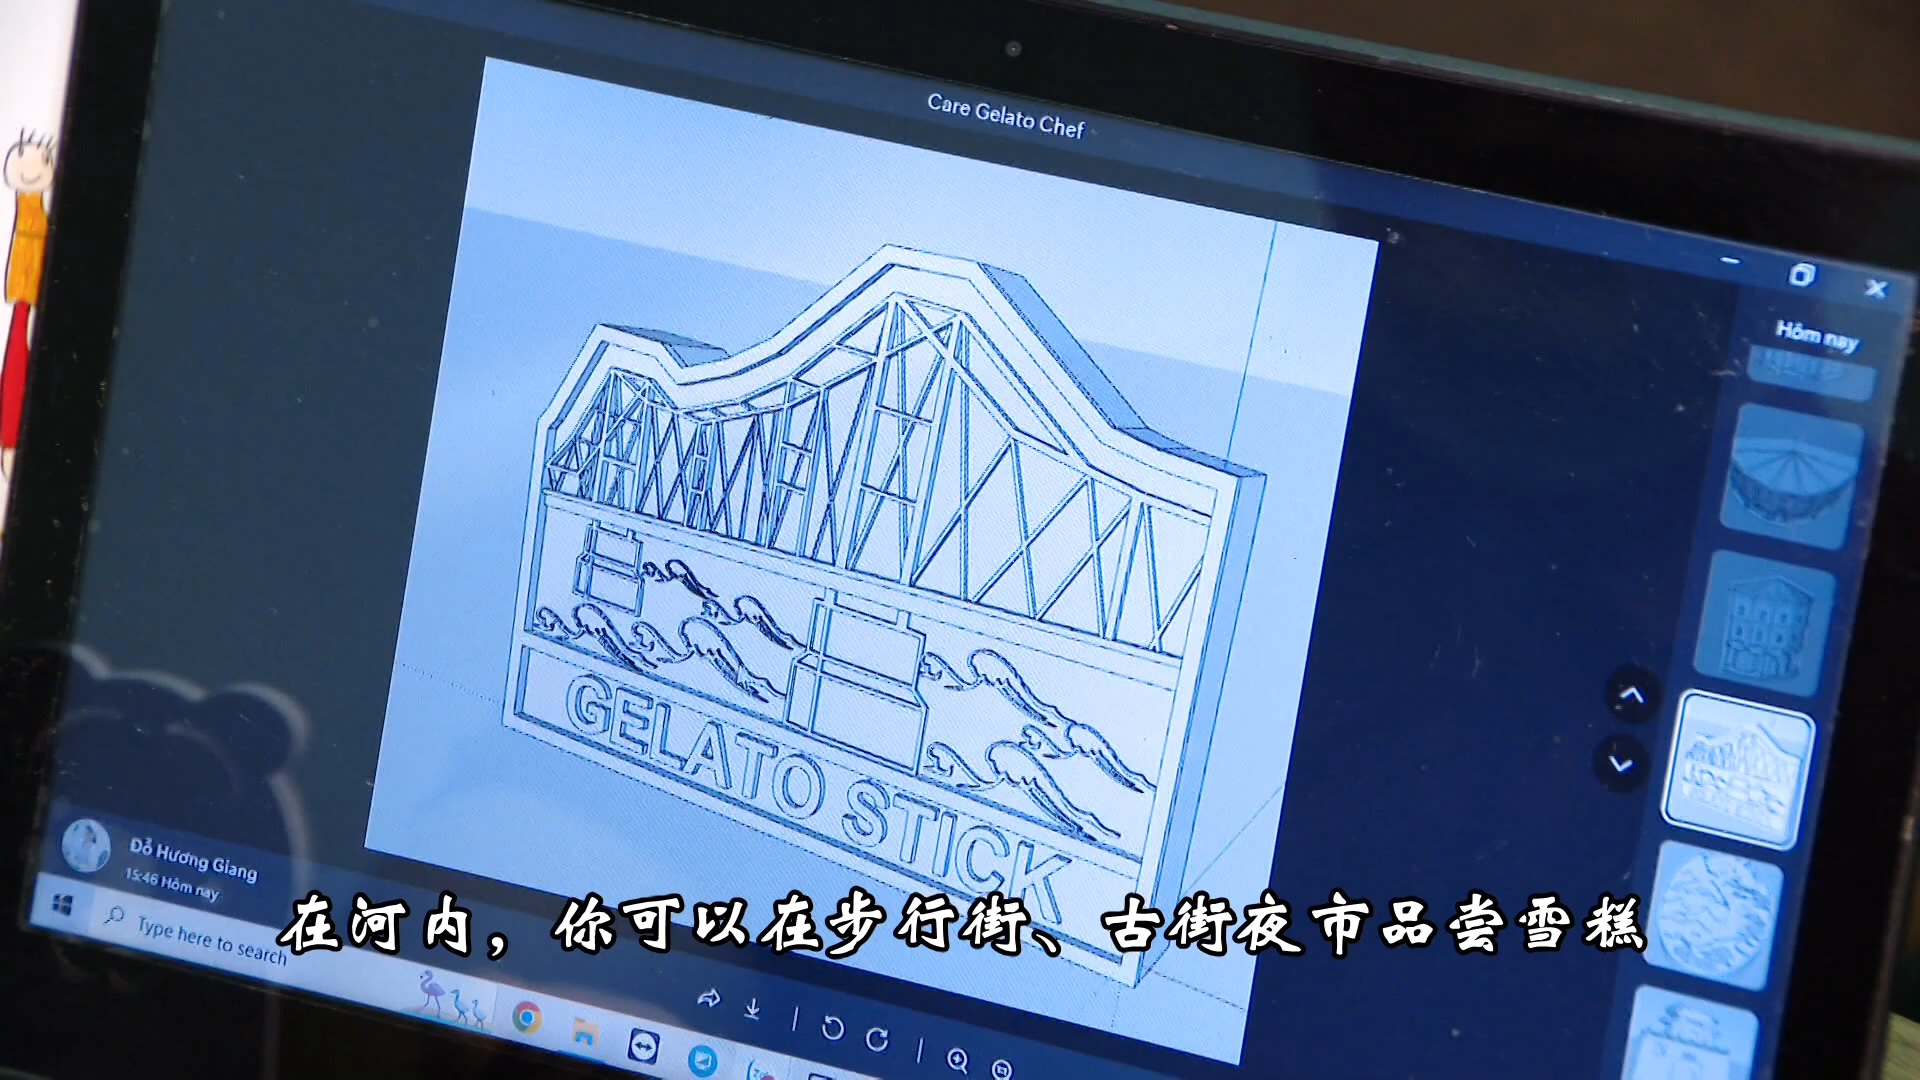 Care Gelato Chef
Hôm nay
GELATO STICK
Đỗ Hương Giang
15:46 Hôm nay
Type here to search
在河内，你可以在步行街、古街夜市品尝雪糕